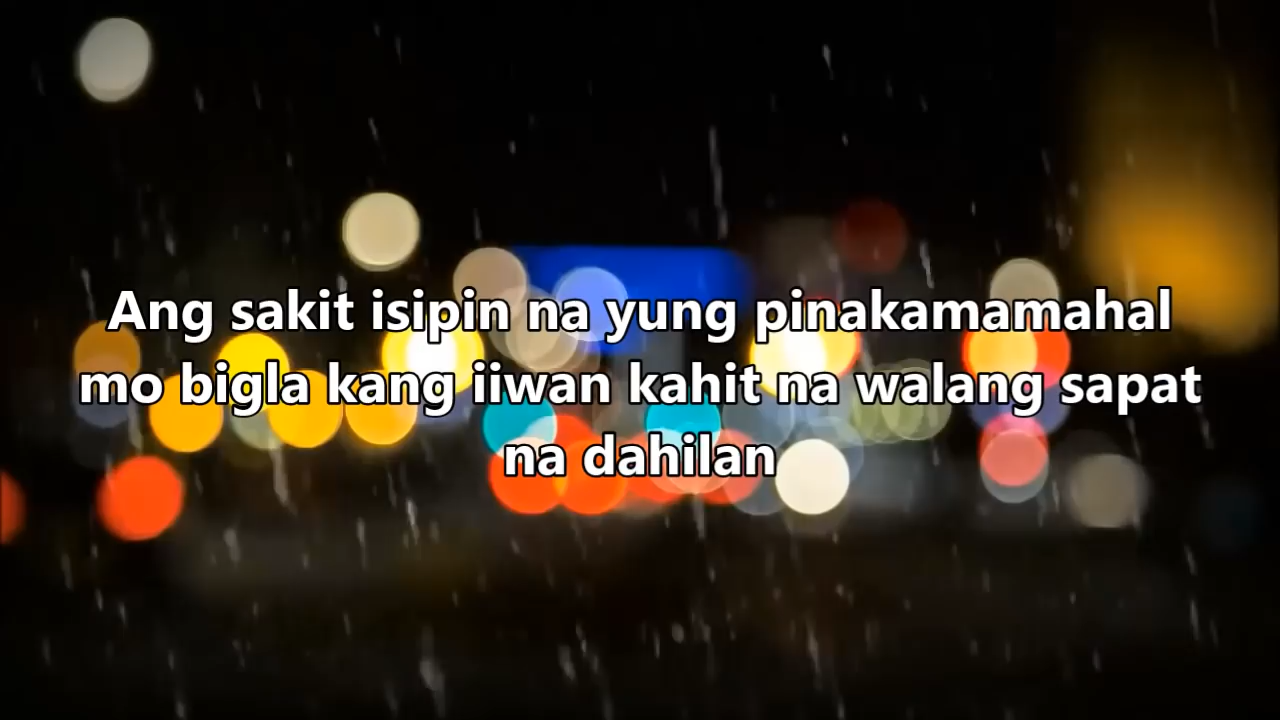 Ang sakit isipin na yung pinakamamahal
mo bigla kang iiwan kahit na walang sapat
na dahilan